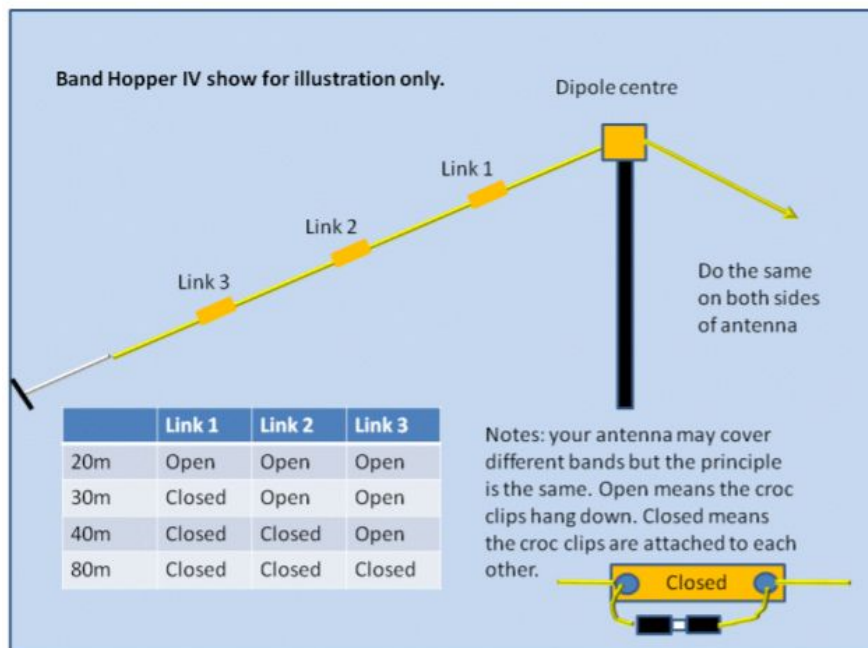 Band Hopper IV show for illustration only.
Dipole centre
Link 1
Link 2
Link 3
Do the same
on both sides
of antenna
Link 1 Link 2 Link 3
20m Open Open Open
30m Closed Open Open
40m Closed Closed Open
80m Closed Closed Closed
Notes: your antenna may cover
different bands but the principle
is the same. Open means the croc
clips hang down. Closed means
the croc clips are attached to each
other.
Closed